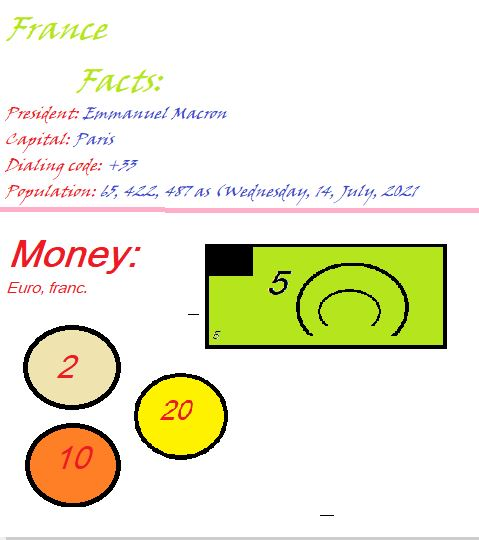 France
Facts:
President: Emmanuel Macron
Capital: Paris
Dialing code: +33
Population: 65, 422, 487 as (Wednesday, 14, July, 2021
Money:
Euro, franc.
5
5
2
20
10